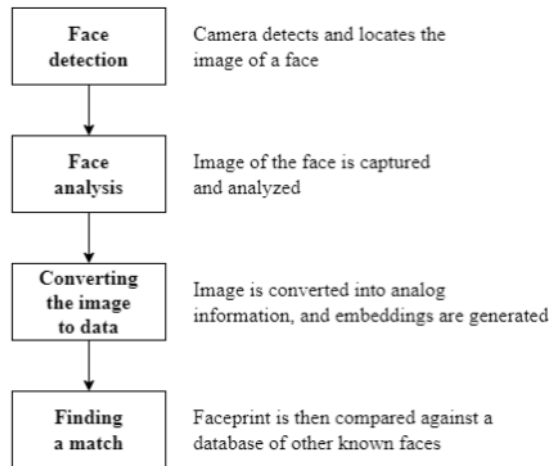 Face
detection
Camera detects and locates the
image of a face
Face
analysis
Image of the face is captured
and analyzed
Converting
the image
to data
Image is converted into analog
information, and embeddings are generated
Finding
a match
Faceprint is then compared against a
database of other known faces